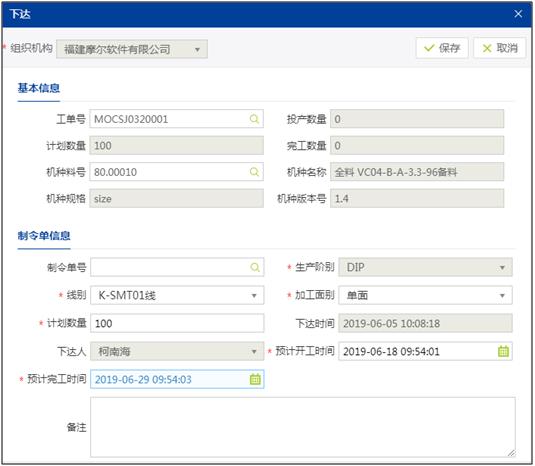 下达
* 组织机构 福建摩尔软件有限公司 保存 取消
基本信息
工单号 MOCSJ0320001 投产数量 0
计划数量 100 完工数量 0
机种料号 80.00010 机种名称 全料 VC04-B-A-3.3-96备料
机种规格 size 机种版本号 1.4
制令单信息
制令单号 * 生产阶别 DIP
* 线别 K-SMT01线 * 加工面别 单面
* 计划数量 100 下达时间 2019-06-05 10:08:18
下达人 柯南海 * 预计开工时间 2019-06-18 09:54:01
* 预计完工时间 2019-06-29 09:54:03
备注